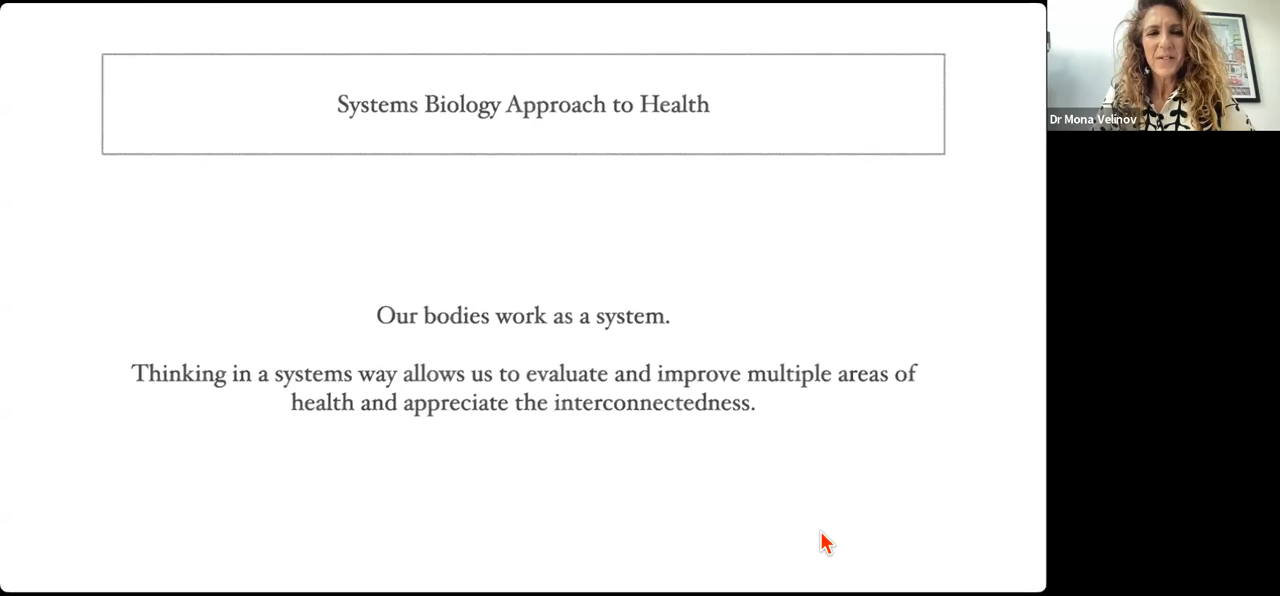 Systems Biology Approach to Health
Our bodies work as a system.
Thinking in a systems way allows us to evaluate and improve multiple areas of
health and appreciate the interconnectedness.
Dr Mona Velinov